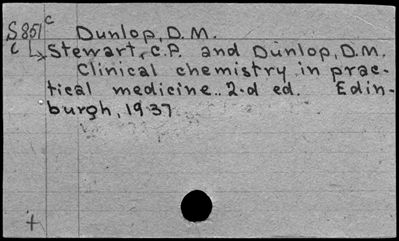 S851c Dunlop, D.M.
c Stewart, C.P. and Dunlop, D.M.
Clinical chemistry in prac-
tical medicine.. 2·d ed. Edin-
burgh, 1937